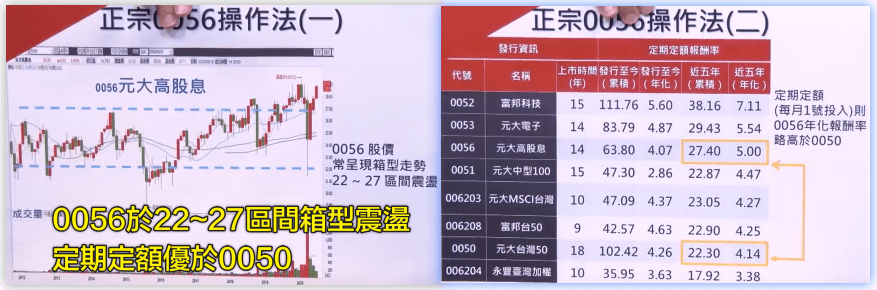 正宗0056操作法(一)
0056元大高股息
0056 股價
常呈現箱型走勢
22 ~ 27 區間震盪
成交量
0056於22~27區間箱型震盪
定期定額優於0050
2012 2013 2014 2015 2016 2017 2018 2019 2020
正宗0056操作法(二)
發行資訊 定期定額報酬率
代號 名稱 上市時間(年) 發行至今(累積) 發行至今(年化) 近五年(累積) 近五年(年化)
0052 富邦科技 15 111.76 5.60 38.16 7.11
0053 元大電子 14 83.79 4.87 29.43 5.54
0056 元大高股息 14 63.80 4.07 27.40 5.00
0051 元大中型100 15 47.30 2.86 22.87 4.47
006203 元大MSCI台灣 10 47.09 4.37 23.05 4.27
006208 富邦台50 9 42.57 4.63 22.90 4.25
0050 元大台灣50 18 102.42 4.26 22.30 4.14
006204 永豐臺灣加權 10 35.95 3.63 17.92 3.38
定期定額
(每月1號投入)則
0056年化報酬率
略高於0050